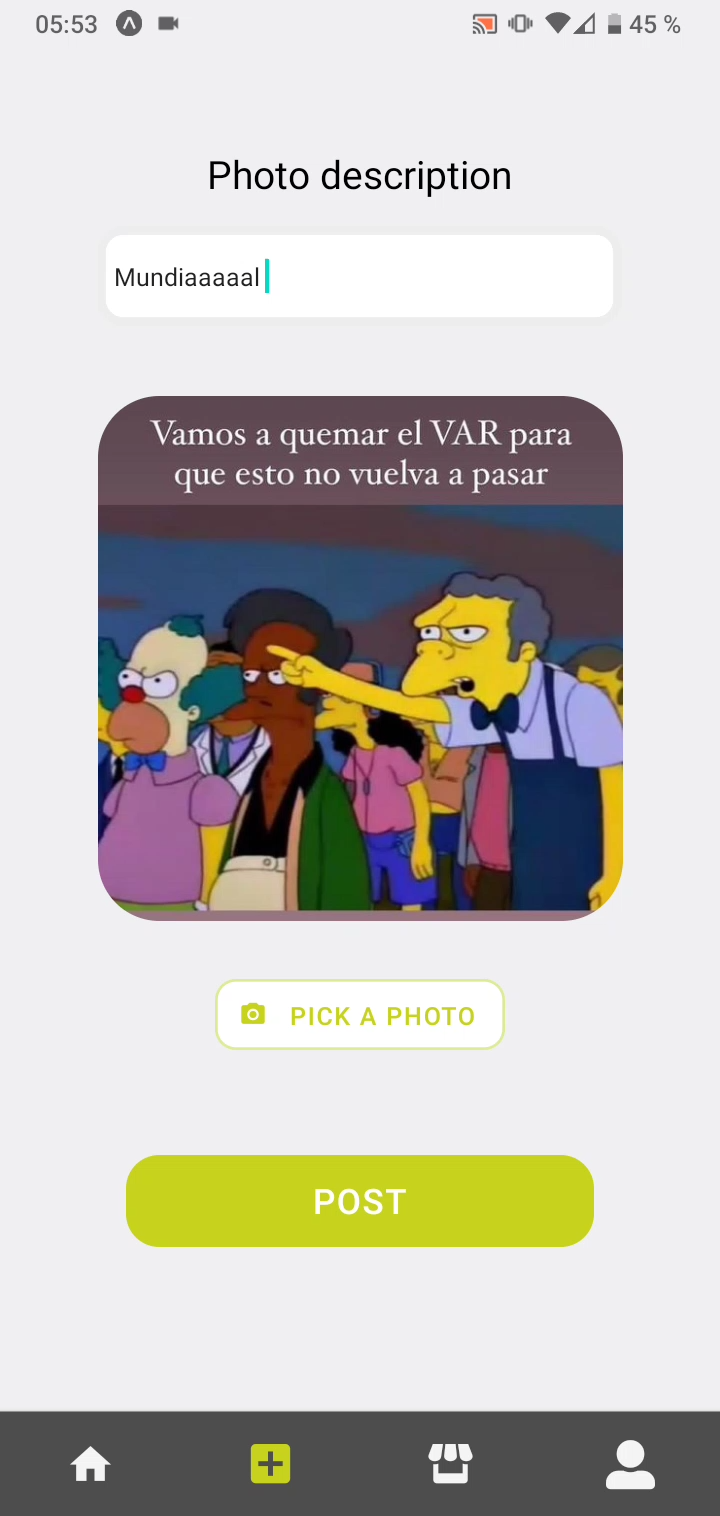 05:53
45 %
Photo description
Mundiaaaaal
Vamos a quemar el VAR para
que esto no vuelva a pasar
PICK A PHOTO
POST